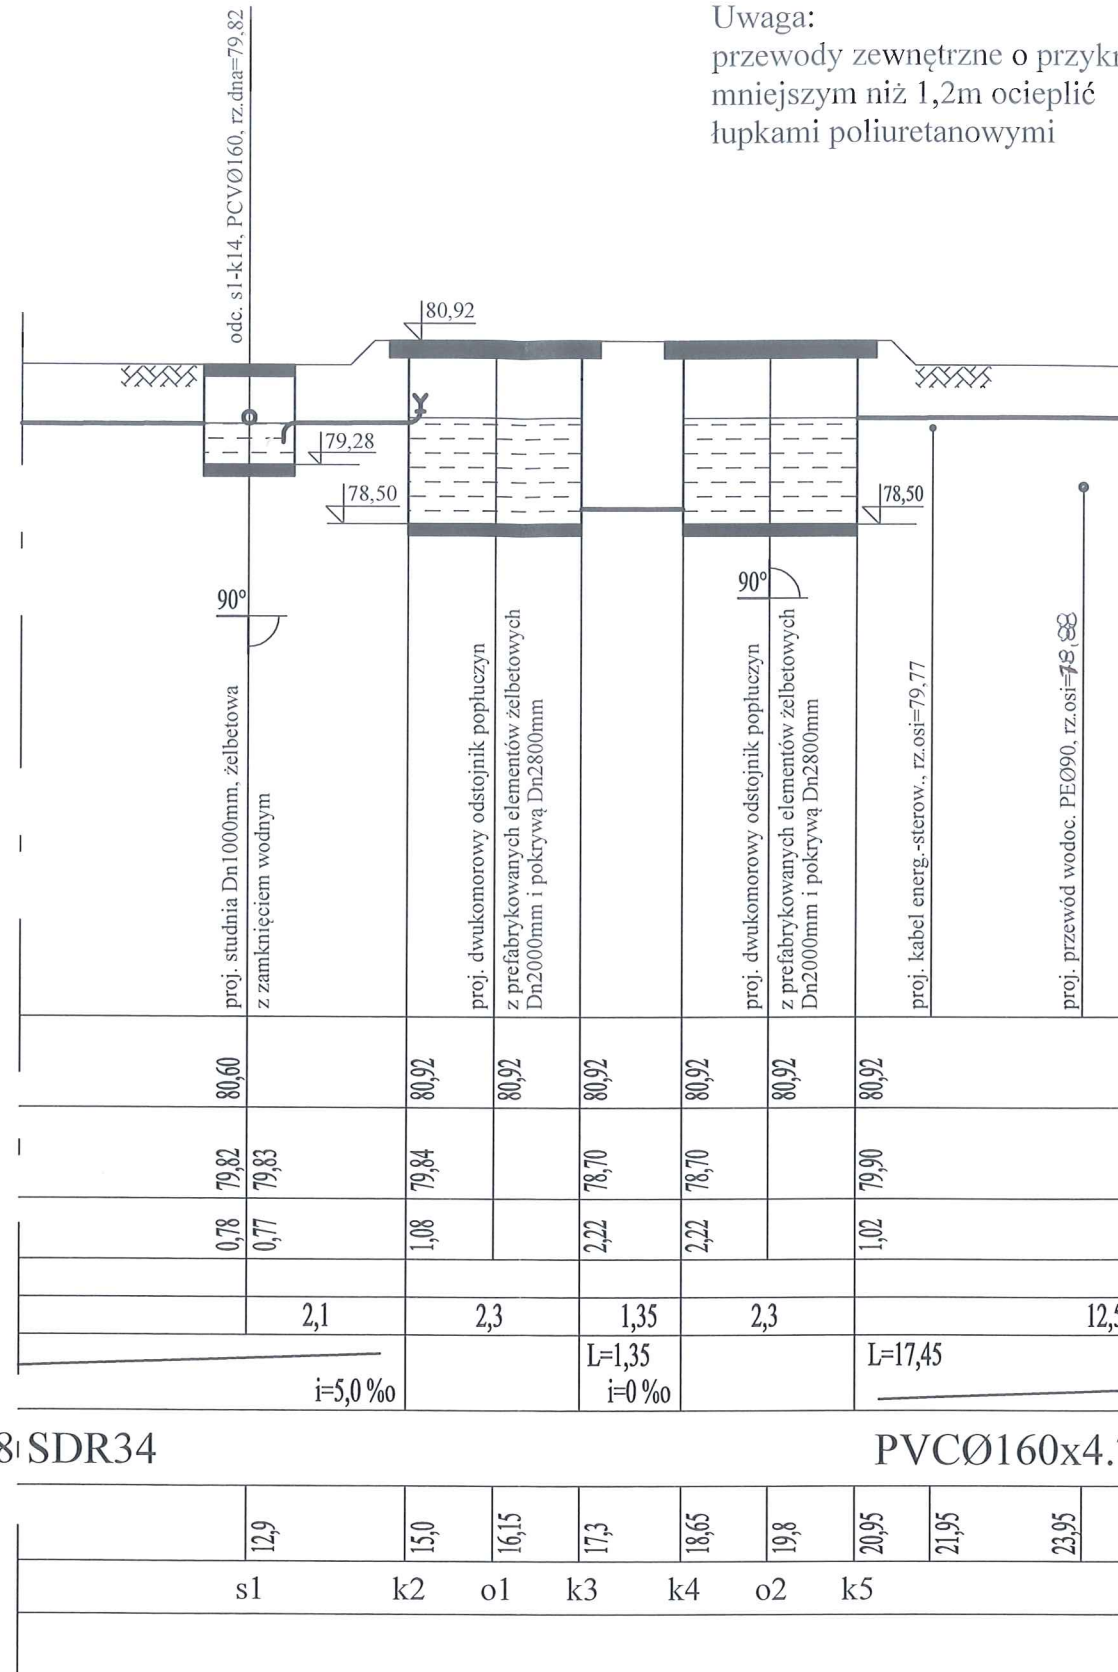 Uwaga:
przewody zewnętrzne o przykr
mniejszym niż 1,2m ocieplić
łupkami poliuretanowymi
odc. s1-k14, PCVØ160, rz.dna=79,82
80,92
79,28
78,50
78,50
90°
90°
proj. studnia Dn1000mm, żelbetowa
z zamknięciem wodnym
proj. dwukomorowy odstojnik popłuczyn
z prefabrykowanych elementów żelbetowych
Dn2000mm i pokrywą Dn2800mm
proj. dwukomorowy odstojnik popłuczyn
z prefabrykowanych elementów żelbetowych
Dn2000mm i pokrywą Dn2800mm
proj. kabel energ.-sterow., rz.osi=79,77
proj. przewód wodoc. PEØ90, rz.osi=78,88
80,60 80,92 80,92 80,92 80,92 80,92 80,92
79,82 79,83 79,84 78,70 78,70 79,90
0,78 0,77 1,08 2,22 2,22 1,02
2,1 2,3 1,35 2,3 12,5
L=1,35 L=17,45
i=5,0 ‰ i=0 ‰
8 SDR34 PVCØ160x4.
12,9 15,0 16,15 17,3 18,65 19,8 20,95 21,95 23,95
s1 k2 o1 k3 k4 o2 k5